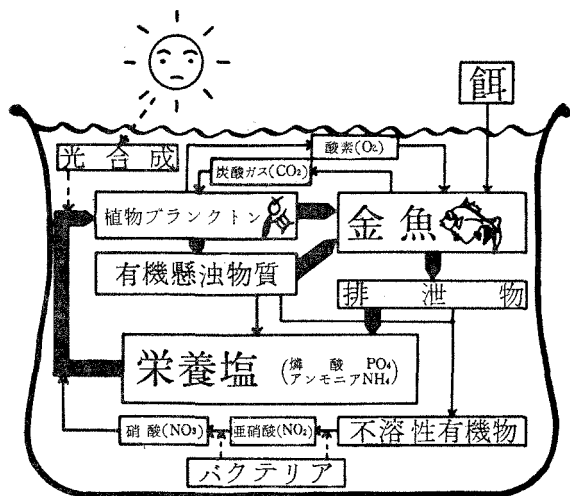 餌
酸素(O₂)
光合成
炭酸ガス(CO₂)
植物プランクトン
金魚
有機懸浊物質
排泄物
栄養塩
(燐酸 PO₄
アンモニアNH₄)
硝酸(NO³)
亜硝酸(NO₂)
不溶性有機物
バクテリア